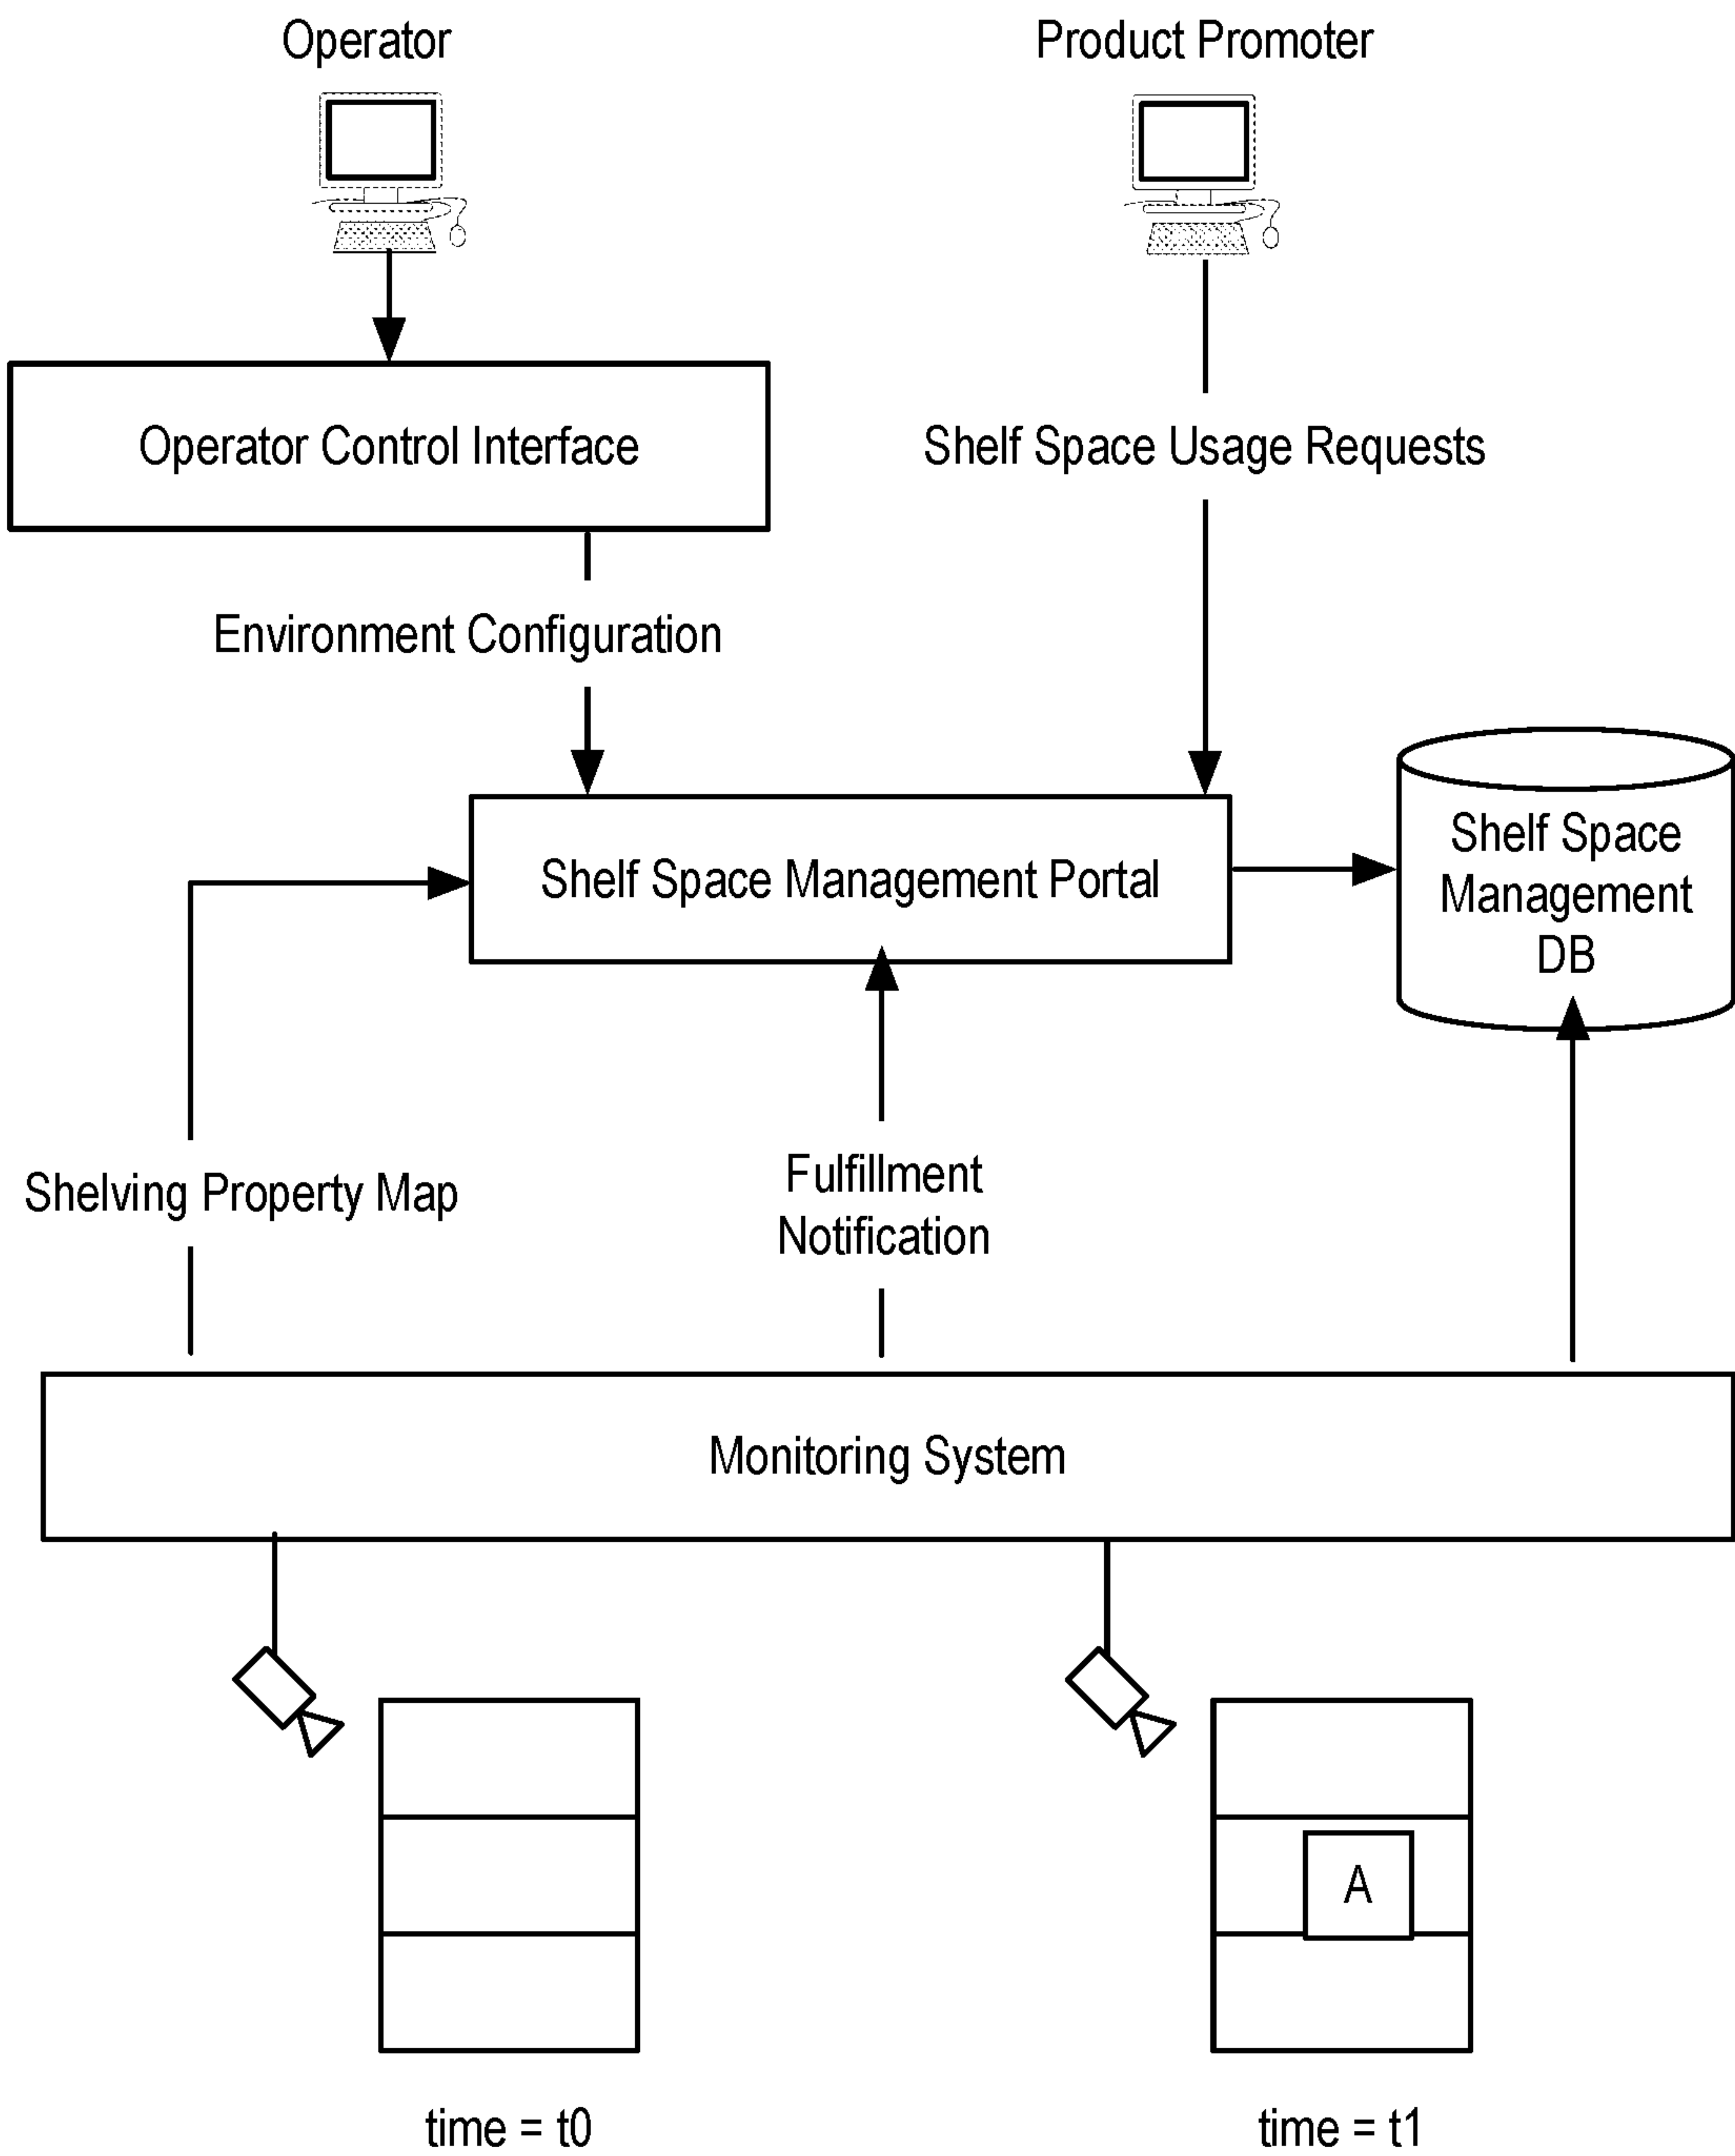 Operator
Product Promoter
Operator Control Interface
Shelf Space Usage Requests
Environment Configuration
Shelf Space Management Portal
Shelf Space
Management
DB
Shelving Property Map
Fulfillment
Notification
Monitoring System
A
time = t0
time = t1